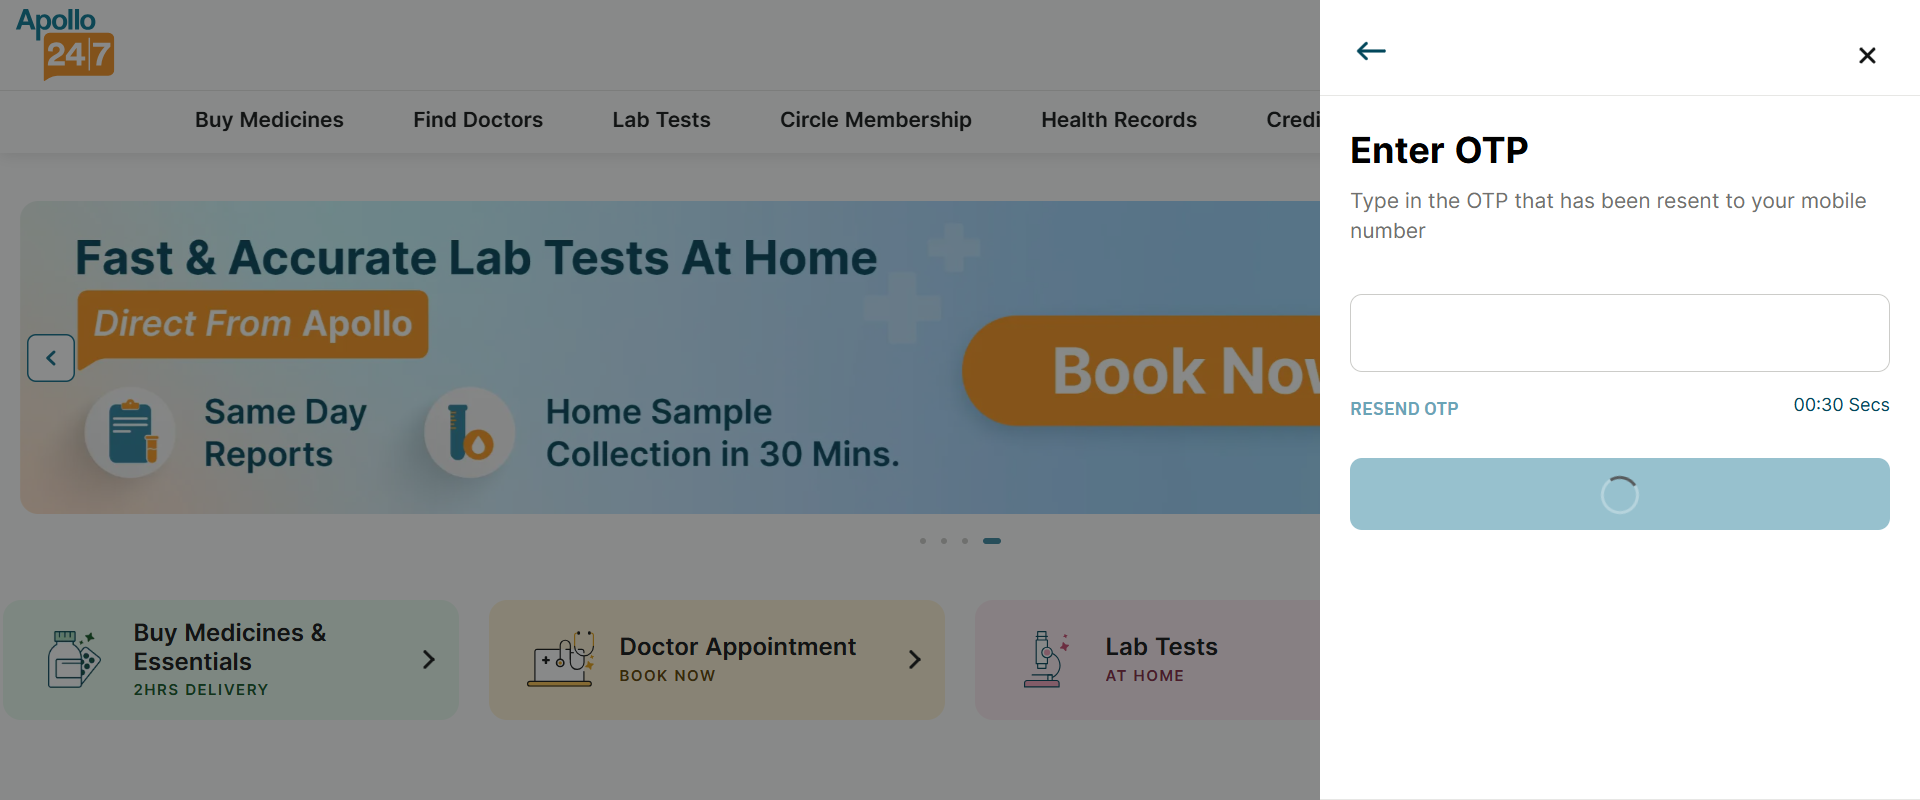 Apollo
24|7
Buy Medicines
Find Doctors
Lab Tests
Circle Membership
Health Records
Credi
Fast & Accurate Lab Tests At Home
Direct From Apollo
Same Day
Reports
Home Sample
Collection in 30 Mins.
Book Now
Buy Medicines &
Essentials
2HRS DELIVERY
Doctor Appointment
BOOK NOW
Lab Tests
AT HOME
Enter OTP
Type in the OTP that has been resent to your mobile
number
RESEND OTP
00:30 Secs